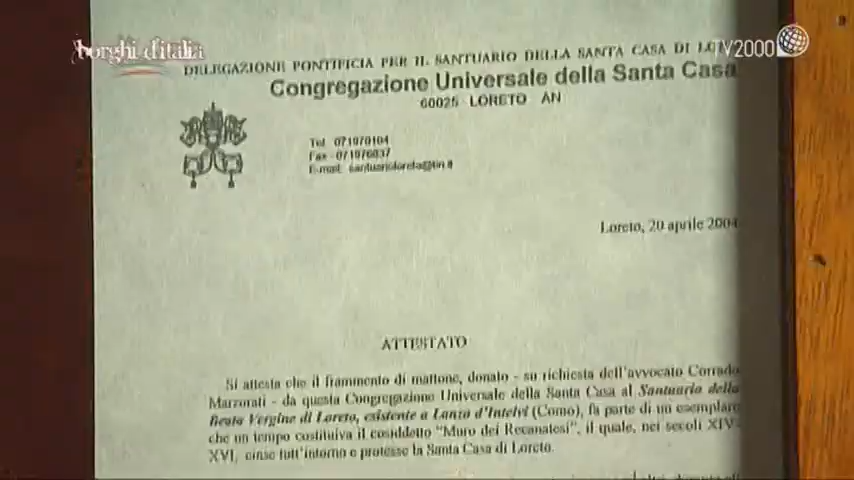 borghi d'italia
TV2000
DELEGAZIONE PONTIFICIA PER IL SANTUARIO DELLA SANTA CASA DI
Congregazione Universale della Santa Casa
60025 LORETO AN
Tel 071970104
Fax 071976837
E-mail santuarioloreto@tin.it
Loreto, 20 aprile 2004
ATTESTATO
Si attesta che il frammento di mattone, donato - su richiesta dell'avvocato Corrado
Marzorati - da questa Congregazione Universale della Santa Casa al Santuario della
Beata Vergine di Loreto, esistente a Lanzo d'Intelvi (Como), fa parte di un esemplare
che un tempo costituiva il cosiddetto "Muro dei Recanatesi", il quale, nei secoli XIV-
XVI, cinse tutt'intorno e protesse la Santa Casa di Loreto.